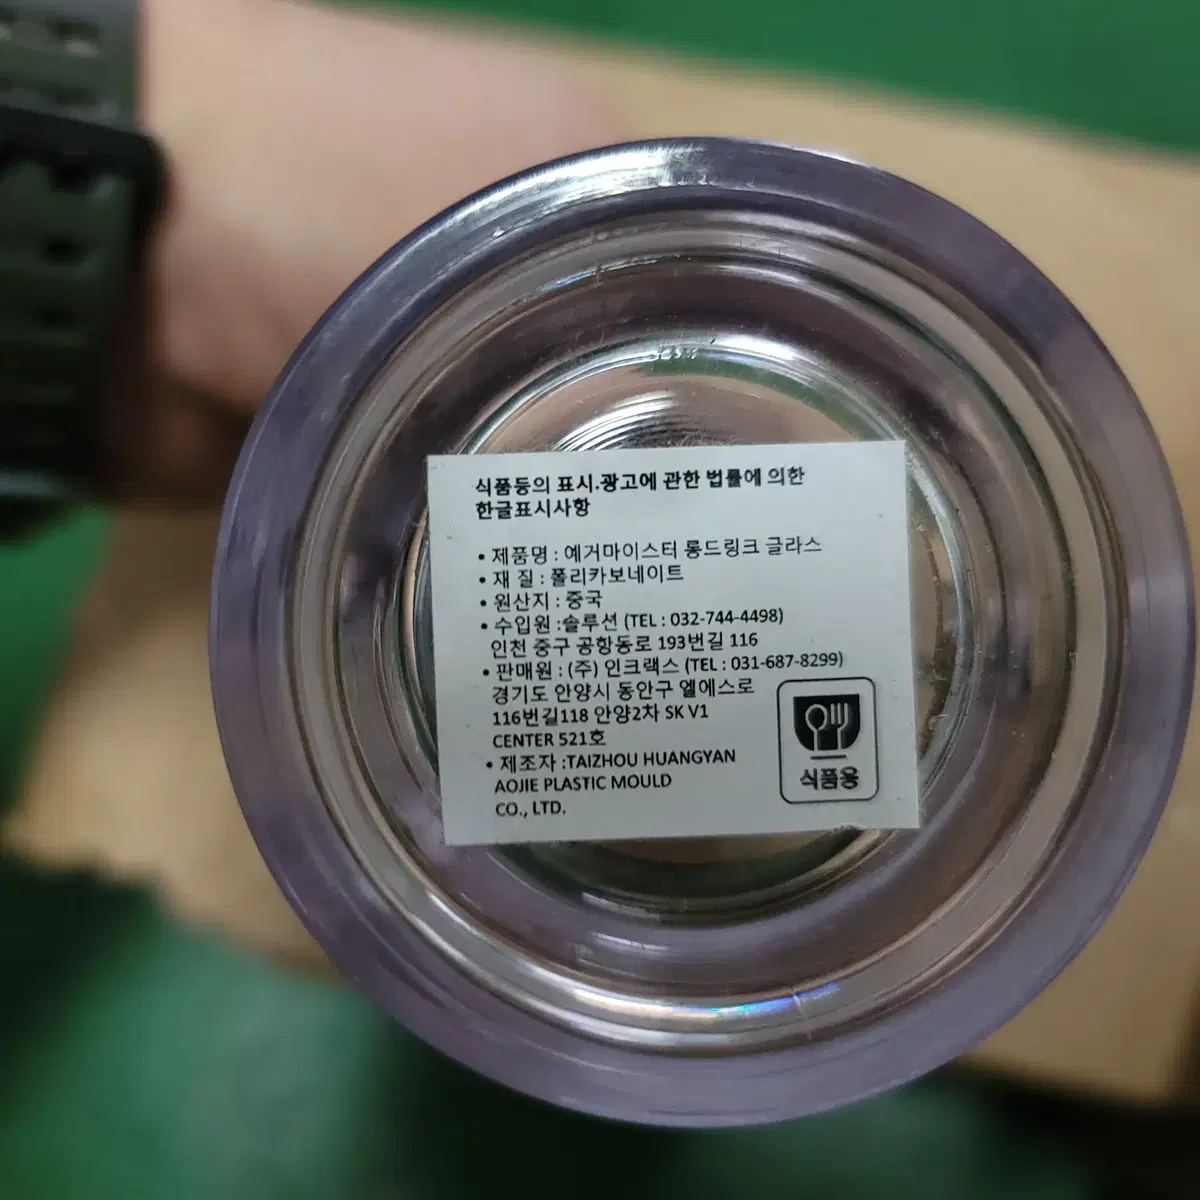 식품등의 표시.광고에 관한 법률에 의한
한글표시사항
• 제품명 : 예거마이스터 롱드링크 글라스
• 재 질 : 폴리카보네이트
• 원산지 : 중국
• 수입원 :솔루션 (TEL : 032-744-4498)
인천 중구 공항동로 193번길 116
• 판매원 : (주) 인크랙스 (TEL : 031-687-8299)
경기도 안양시 동안구 엘에스로
116번길118 안양2차 SK V1
CENTER 521호
• 제조자 :TAIZHOU HUANGYAN
AOJIE PLASTIC MOULD
CO., LTD.
식품용